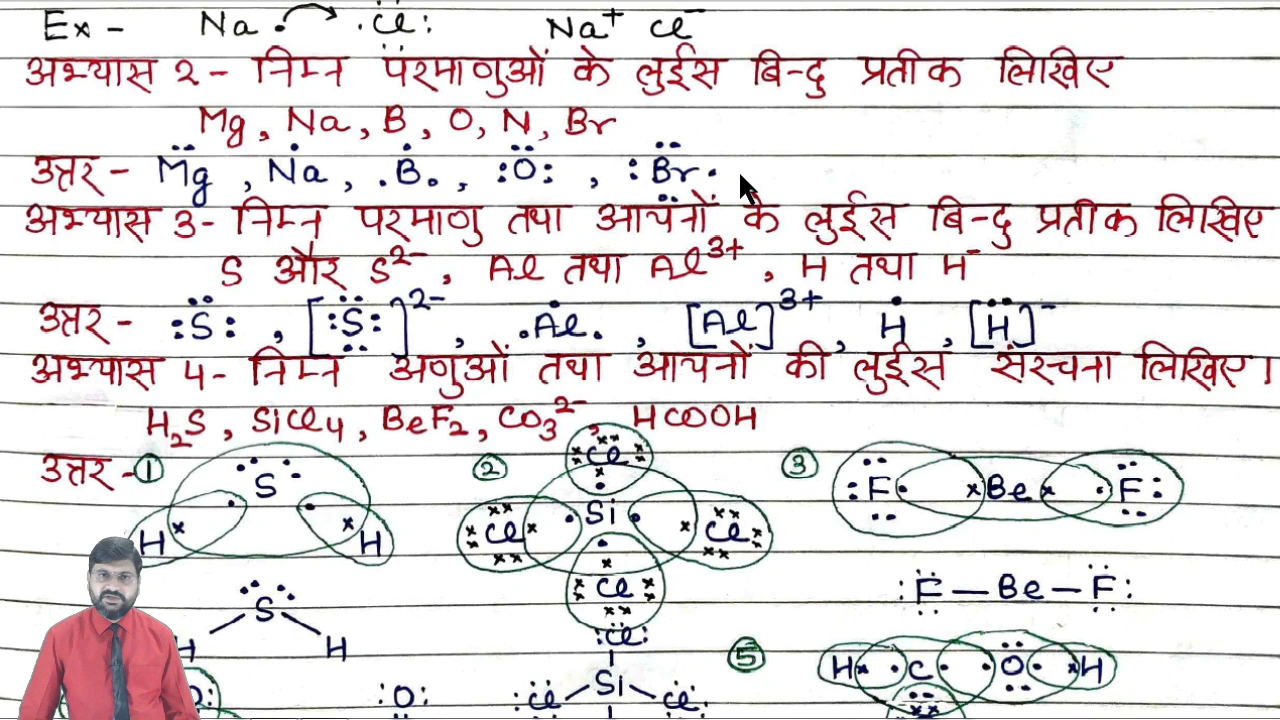 Ex - Na• •Cl: Na⁺ Cl⁻
अभ्यास २- निम्न परमाणुओं के लुईस बिन्दु प्रतीक लिखिए
Mg, Na, B, O, N, Br
उत्तर- Mg, Na, .B., :O:, :Br.
अभ्यास 3- निम्न परमाणु तथा आयनों के लुईस बिन्दु प्रतीक लिखिए
S और S²⁻, Al तथा Al³⁺, H तथा H⁻
उत्तर- :S:, [:S:]²⁻, .Al., [Al]³⁺, H, [H]⁻
अभ्यास 4- निम्न अणुओं तथा आयनों की लुईस संरचना लिखिए।
H₂S, SiCl₄, BeF₂, CO₃²⁻, HCOOH
उत्तर- ① ② ③
Cl
S Si F Be F
H H Cl Cl
Cl
S :F — Be — F:
H H :Cl:
⑤ H C O H
:O: Cl Si Cl